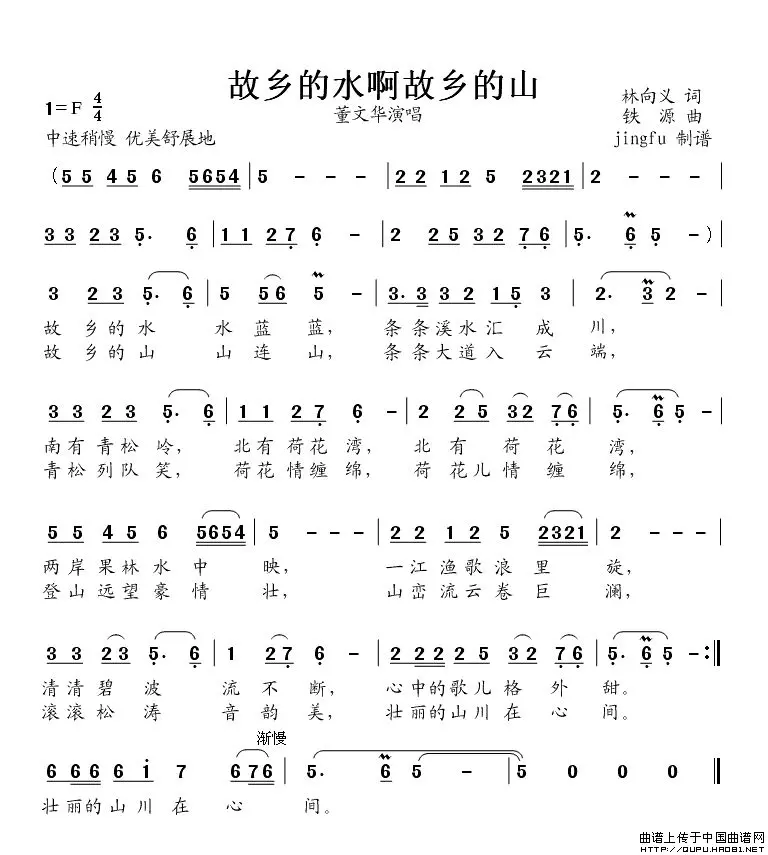 故乡的水啊故乡的山
1=F 4/4
董文华演唱
林向义 词
铁 源 曲
中速稍慢 优美舒展地
jingfu 制谱
(5 5 4 5 6 5654 | 5 - - - | 2 2 1 2 5 2321 | 2 - - - |
3 3 2 3 5. 6 | 1 1 2 7 6 - | 2 2 5 3 2 7 6 | 5. 6 5 - ) |
3 2 3 5. 6 | 5 5 6 5 - | 3. 3 3 2 1 5 3 | 2. 3 2 - |
故 乡 的 水 水 蓝 蓝, 条 条 溪 水 汇 成 川,
故 乡 的 山 山 连 山, 条 条 大 道 入 云 端,
3 3 2 3 5. 6 | 1 1 2 7 6 - | 2 2 5 3 2 7 6 | 5. 6 5 - |
南 有 青 松 岭, 北 有 荷 花 湾, 北 有 荷 花 湾,
青 松 列 队 笑, 荷 花 情 缠 绵, 荷 花 儿 情 缠 绵,
5 5 4 5 6 5654 | 5 - - - | 2 2 1 2 5 2321 | 2 - - - |
两 岸 果 林 水 中 映, 一 江 渔 歌 浪 里 旋,
登 山 远 望 豪 情 壮, 山 峦 流 云 卷 巨 澜,
3 3 2 3 5. 6 | 1 2 7 6 - | 2 2 2 2 5 3 2 7 6 | 5. 6 5 - :||
清 清 碧 波 流 不 断, 心 中 的 歌 儿 格 外 甜。
滚 滚 松 涛 音 韵 美, 壮 丽 的 山 川 在 心 间。
渐慢
6 6 6 6 i 7 6 7 6 | 5. 6 5 - | 5 0 0 0 ||
壮 丽 的 山 川 在 心 间。
曲谱上传于中国曲谱网
HTTP://QUPU.HAO81.NET